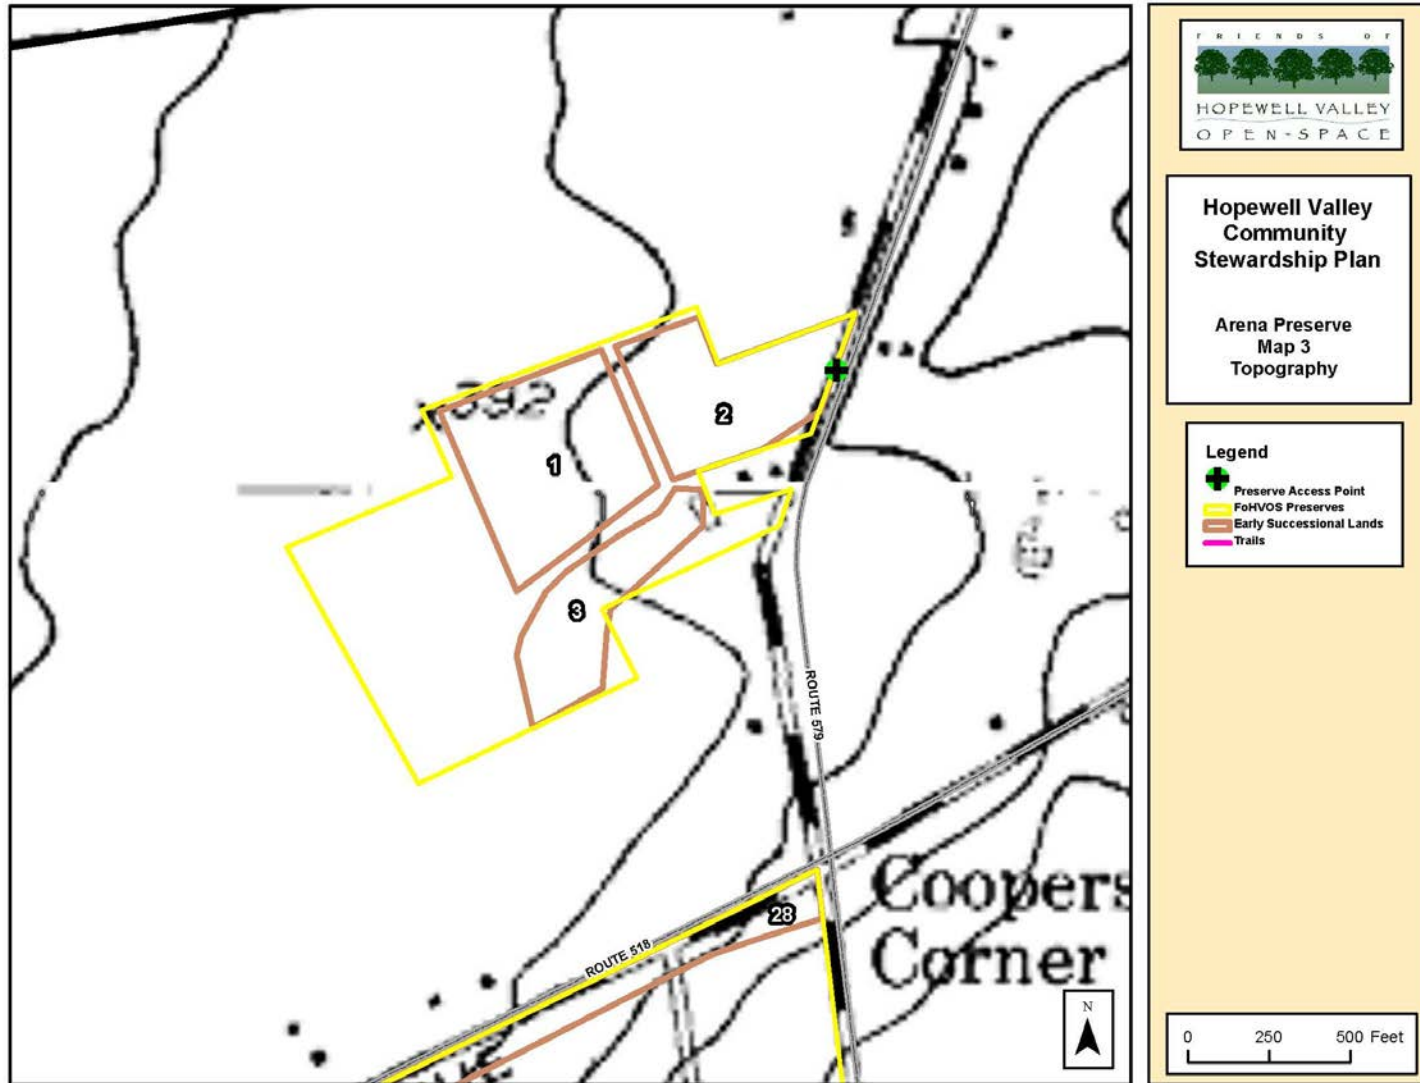 FRIENDS OF
HOPEWELL VALLEY
OPEN-SPACE
Hopewell Valley
Community
Stewardship Plan
Arena Preserve
Map 3
Topography
Legend
Preserve Access Point
FoHVOS Preserves
Early Successional Lands
Trails
592
1
2
3
ROUTE 579
28
ROUTE 518
Coopers
Corner
N
0 250 500 Feet